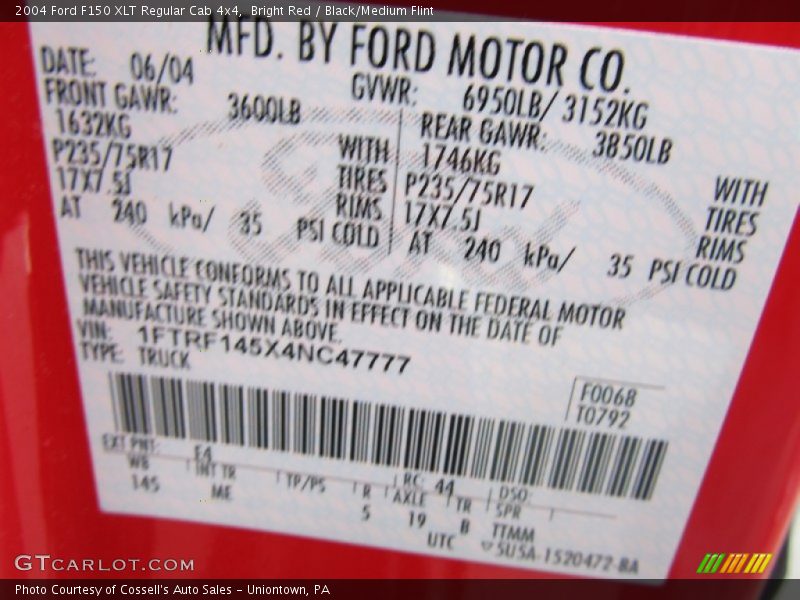 2004 Ford F150 XLT Regular Cab 4x4, Bright Red / Black/Medium Flint
MFD. BY FORD MOTOR CO.
DATE: 06/04 GVWR: 6950LB/ 3152KG
FRONT GAWR: 3600LB REAR GAWR: 3850LB
1632KG WITH 1746KG WITH
P235/75R17 TIRES P235/75R17 TIRES
17X7.5J RIMS 17X7.5J RIMS
AT 240 kPa/ 35 PSI COLD AT 240 kPa/ 35 PSI COLD
THIS VEHICLE CONFORMS TO ALL APPLICABLE FEDERAL MOTOR
VEHICLE SAFETY STANDARDS IN EFFECT ON THE DATE OF
MANUFACTURE SHOWN ABOVE.
VIN: 1FTRF145X4NC47777
TYPE: TRUCK
F0068
T0792
EXT PNT: E4 RC: 44 DSO:
WB INT TR TP/PS R AXLE TR SPR
145 ME 5 19 B TTMM
UTC 5U5A-1520472-BA
GTCARLOT.COM
Photo Courtesy of Cossell's Auto Sales - Uniontown, PA